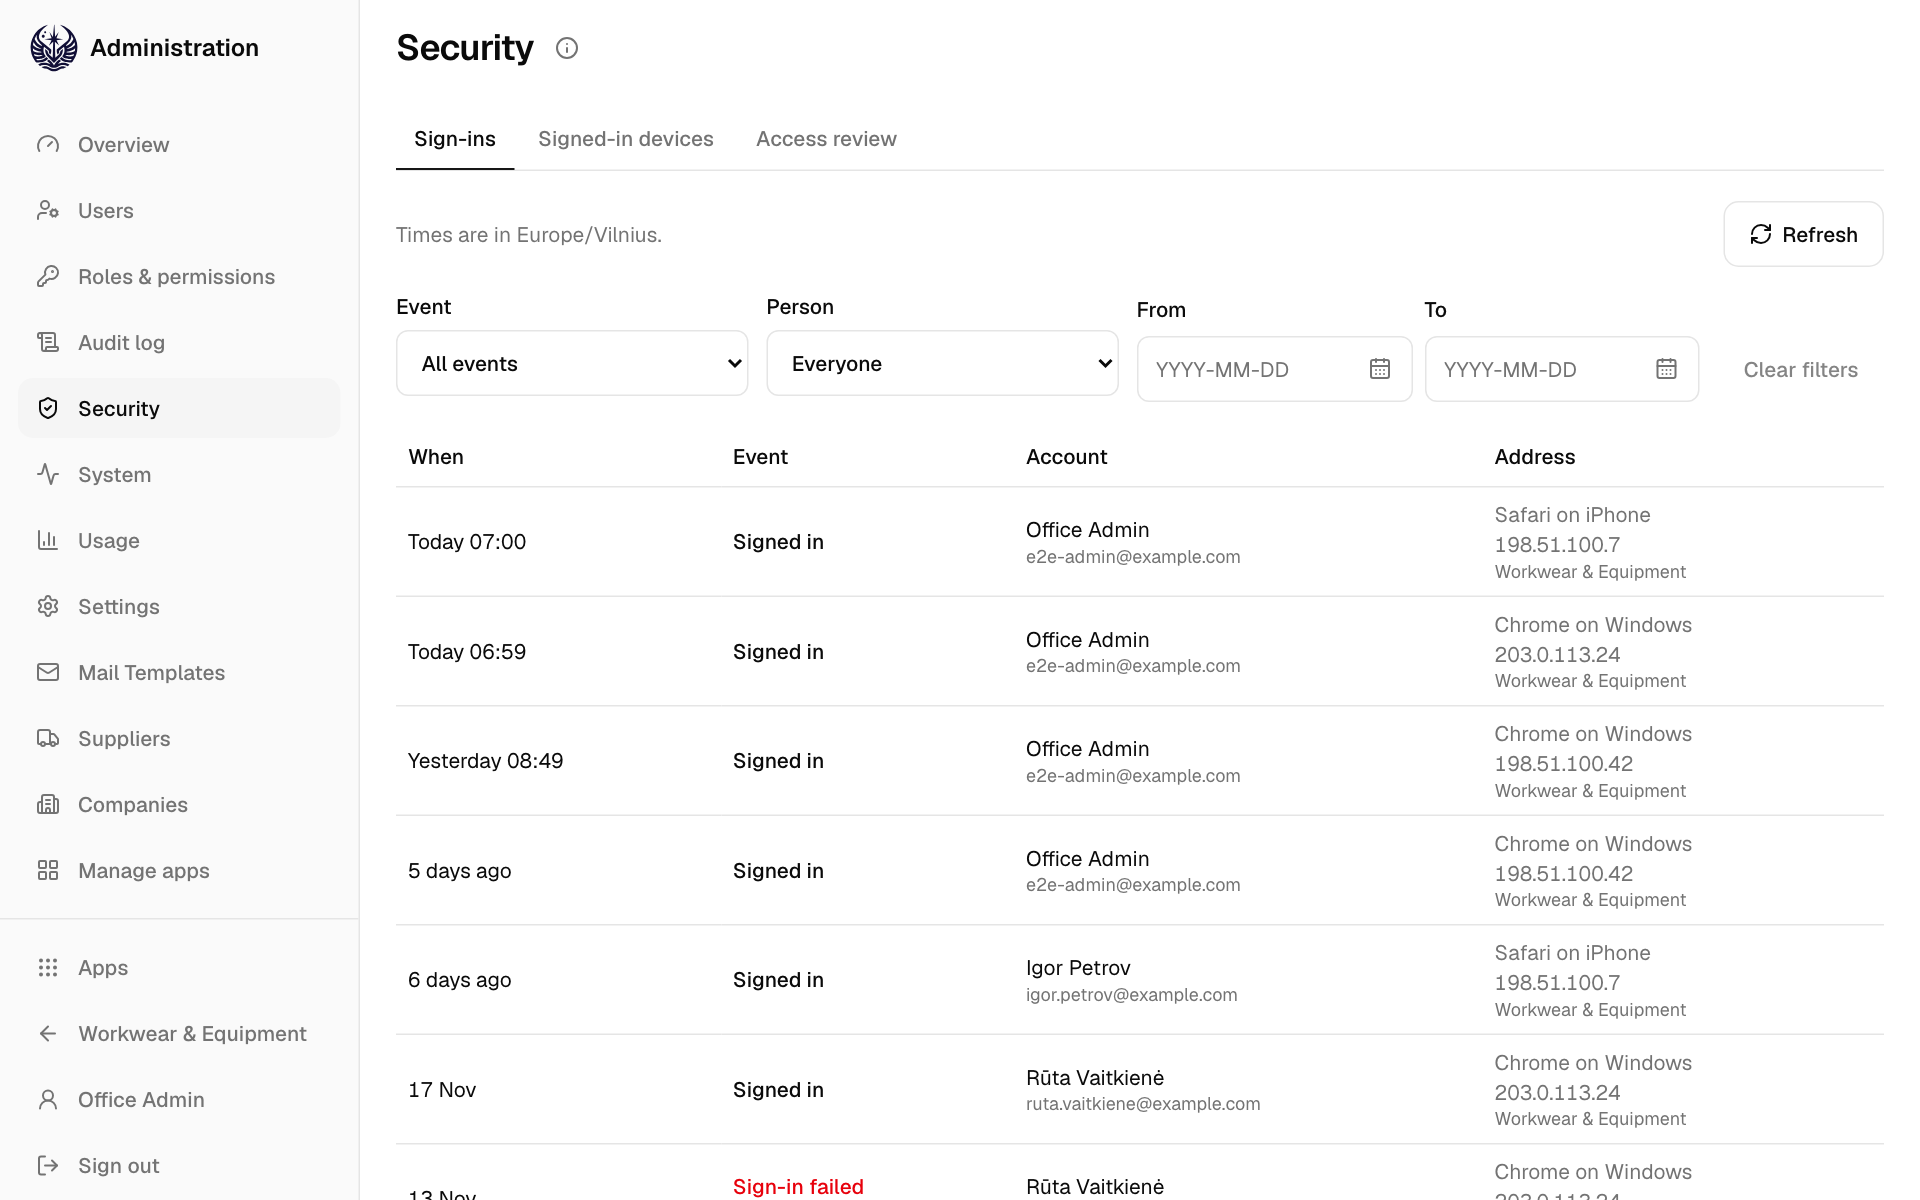 Administration
Overview
Users
Roles & permissions
Audit log
Security
System
Usage
Settings
Mail Templates
Suppliers
Companies
Manage apps
Apps
Workwear & Equipment
Office Admin
Sign out
Security
Sign-ins Signed-in devices Access review
Times are in Europe/Vilnius.
Refresh
Event Person From To
All events Everyone YYYY-MM-DD YYYY-MM-DD Clear filters
When Event Account Address
Today 07:00 Signed in Office Admin
e2e-admin@example.com
Safari on iPhone
198.51.100.7
Workwear & Equipment
Today 06:59 Signed in Office Admin
e2e-admin@example.com
Chrome on Windows
203.0.113.24
Workwear & Equipment
Yesterday 08:49 Signed in Office Admin
e2e-admin@example.com
Chrome on Windows
198.51.100.42
Workwear & Equipment
5 days ago Signed in Office Admin
e2e-admin@example.com
Chrome on Windows
198.51.100.42
Workwear & Equipment
6 days ago Signed in Igor Petrov
igor.petrov@example.com
Safari on iPhone
198.51.100.7
Workwear & Equipment
17 Nov Signed in Rūta Vaitkienė
ruta.vaitkiene@example.com
Chrome on Windows
203.0.113.24
Workwear & Equipment
13 Nov Sign-in failed Rūta Vaitkienė
Chrome on Windows
203.0.113.24